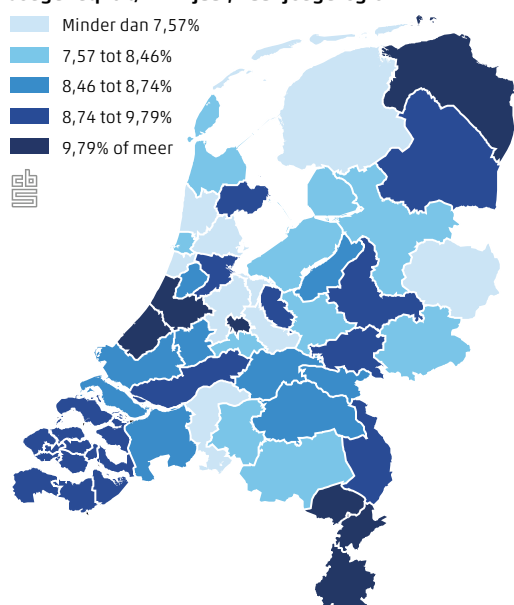 Minder dan 7,57%
7,57 tot 8,46%
8,46 tot 8,74%
8,74 tot 9,79%
9,79% of meer